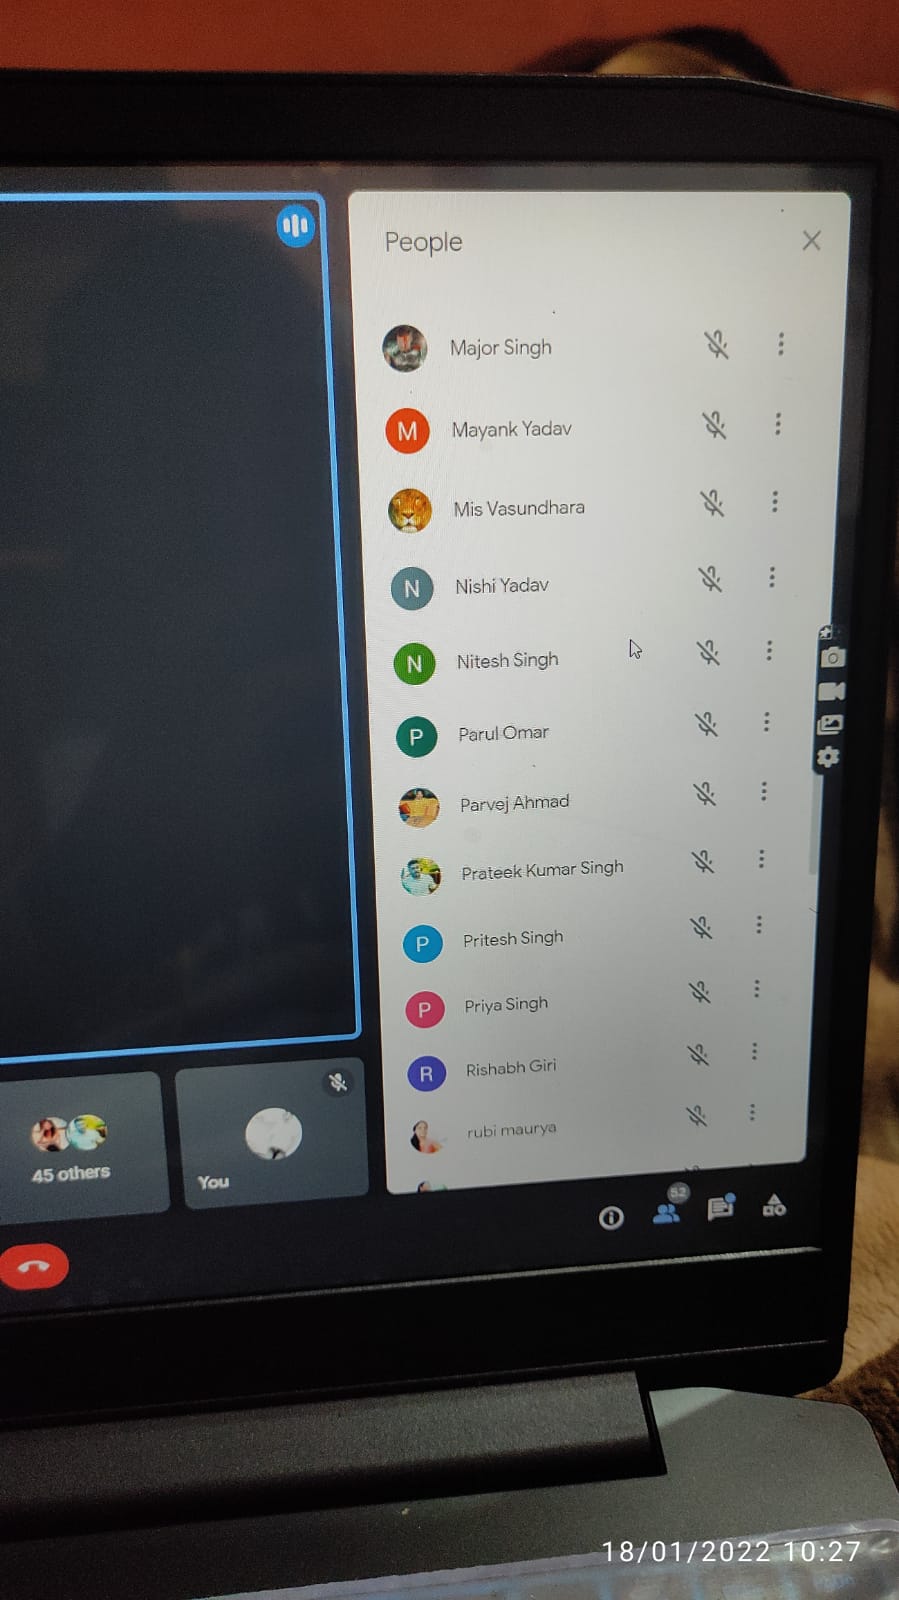 People
Major Singh
M
Mayank Yadav
Mis Vasundhara
N
Nishi Yadav
N
Nitesh Singh
P
Parul Omar
Parvej Ahmad
Prateek Kumar Singh
P
Pritesh Singh
P
Priya Singh
R
Rishabh Giri
rubi maurya
45 others
You
52
18/01/2022 10:27